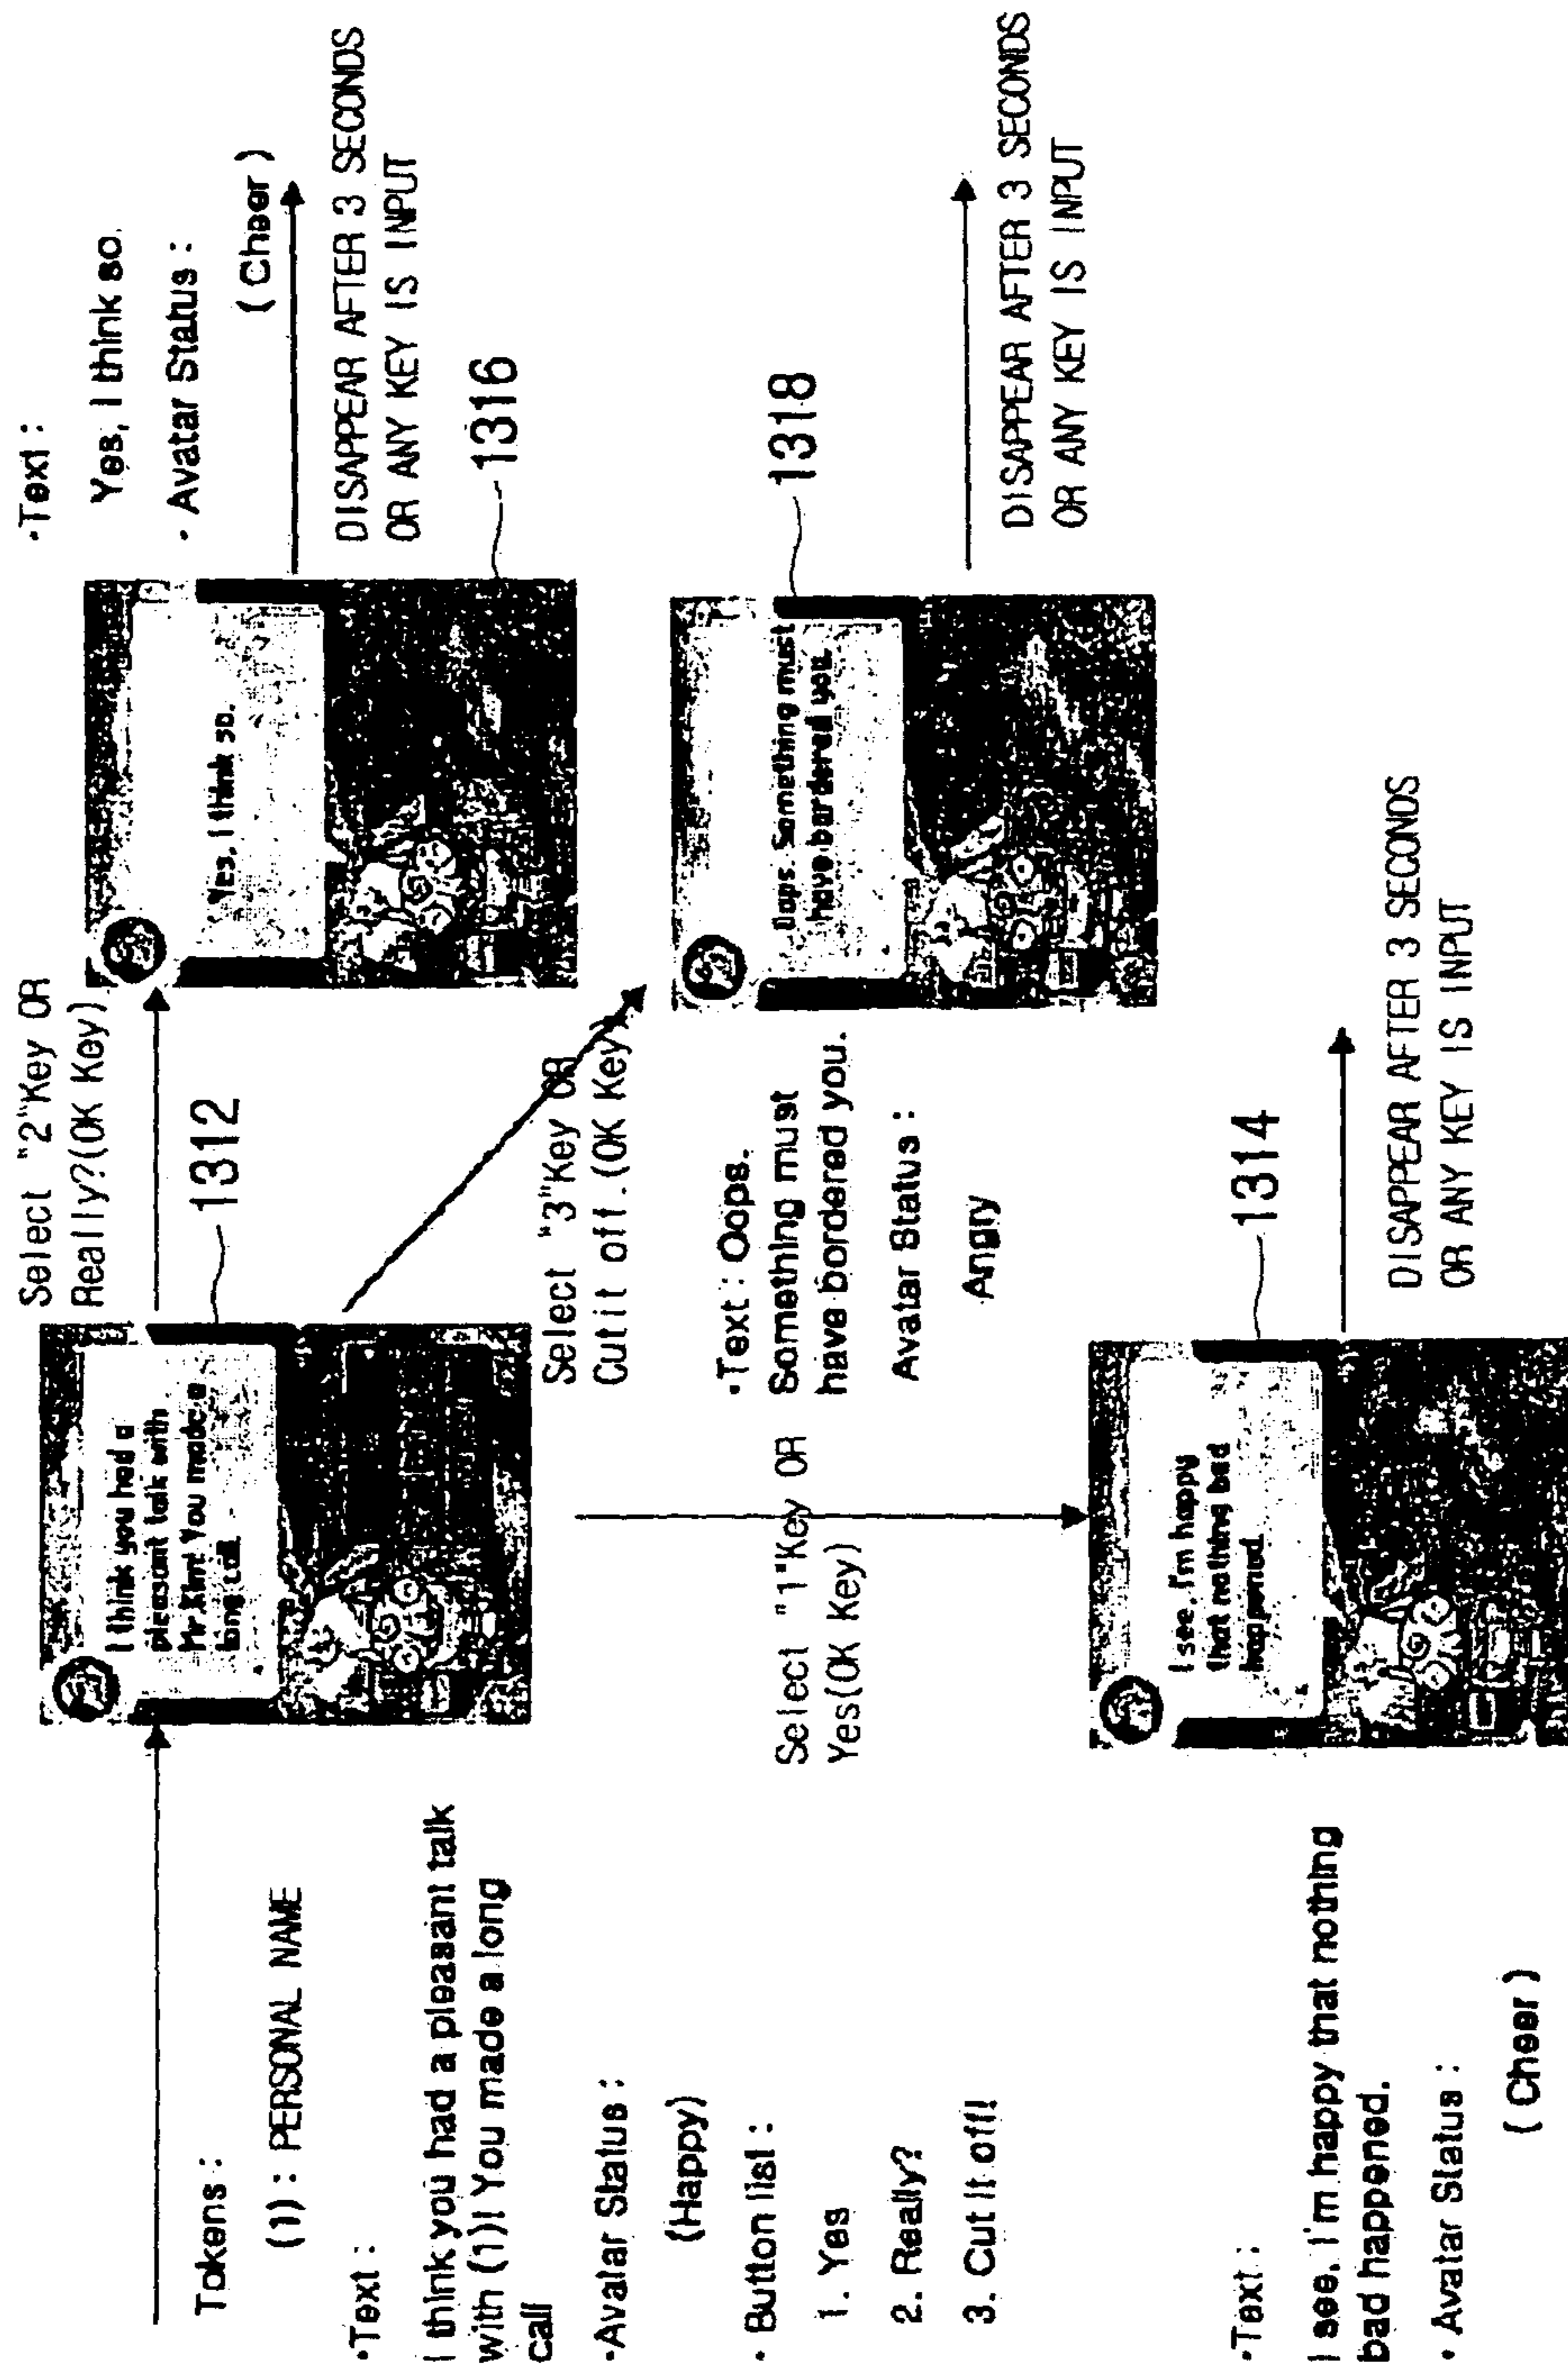 Tokens :
(1) : PERSONAL NAME
·Text :
I think you had a pleasant talk
with (1)! You made a long
call
·Avatar Status :
(Happy)
· Button list :
1. Yes
2. Really?
3. Cut it off!
I think you had a
pleasant talk with
Mr.Kim! You made a
long call
1312
Select "2"Key OR
Really?(OK Key)
Yes, I think so.
1316
·Text :
Yes, I think so.
· Avatar Status :
(Cheer)
DISAPPEAR AFTER 3 SECONDS
OR ANY KEY IS INPUT
Select "3"Key OR
Cutit off.(OK Key)
·Text : Oops.
Something must
have bordered you.
Avatar Status :
Angry
Oops. Something must
have bordered you.
1318
DISAPPEAR AFTER 3 SECONDS
OR ANY KEY IS INPUT
Select "1"Key OR
Yes(OK Key)
·Text :
I see. I'm happy that nothing
bad happened.
· Avatar Status :
(Cheer)
I see. I'm happy
that nothing bad
happened.
1314
DISAPPEAR AFTER 3 SECONDS
OR ANY KEY IS INPUT